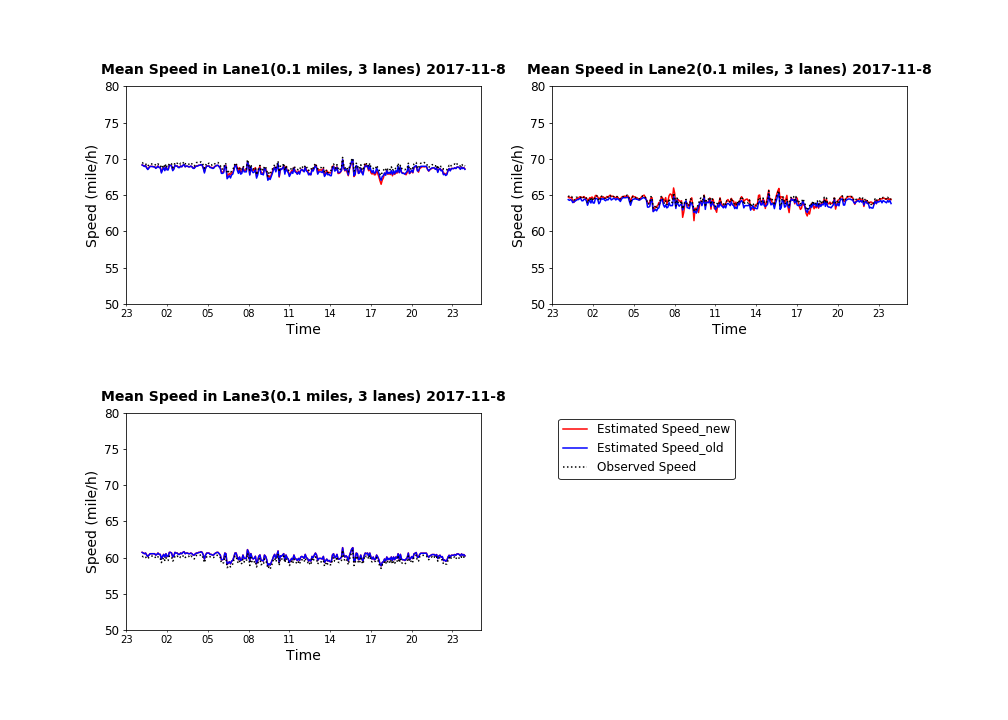 Mean Speed in Lane1(0.1 miles, 3 lanes) 2017-11-8
80
75
70
65
60
55
50
Speed (mile/h)
23 02 05 08 11 14 17 20 23
Time
Mean Speed in Lane2(0.1 miles, 3 lanes) 2017-11-8
80
75
70
65
60
55
50
Speed (mile/h)
23 02 05 08 11 14 17 20 23
Time
Mean Speed in Lane3(0.1 miles, 3 lanes) 2017-11-8
80
75
70
65
60
55
50
Speed (mile/h)
23 02 05 08 11 14 17 20 23
Time
Estimated Speed_new
Estimated Speed_old
Observed Speed